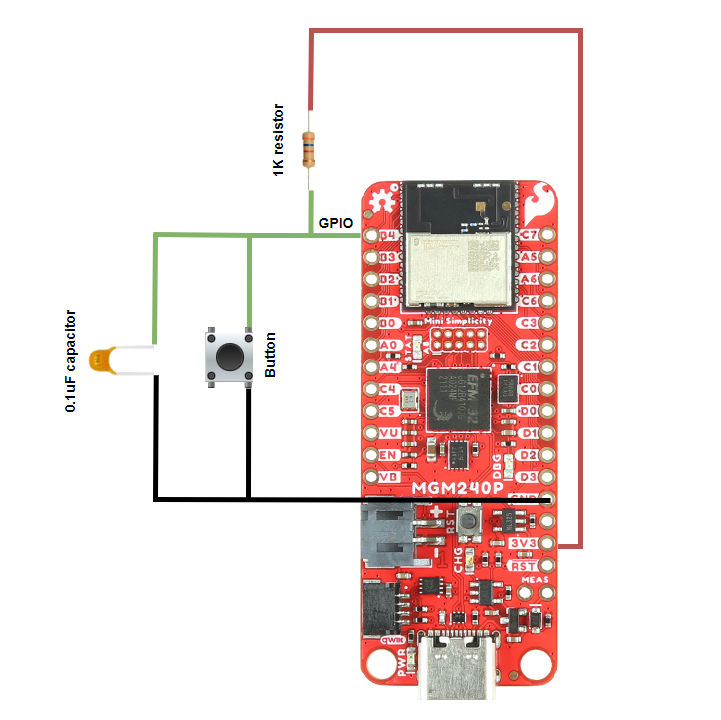 1K resistor
GPIO
B4
C7
B3
A5
B2
A6
B1
C6
B0
C3
Mini Simplicity
A0
C2
A4
C1
C4
C0
C5
D0
VU
D1
EN
D2
VB
D3
DBG
EFM 32
0.1uF capacitor
Button
MGM240P
GND
+
RST
-
CHG
3V3
RST
MEAS
qwiic
PWR